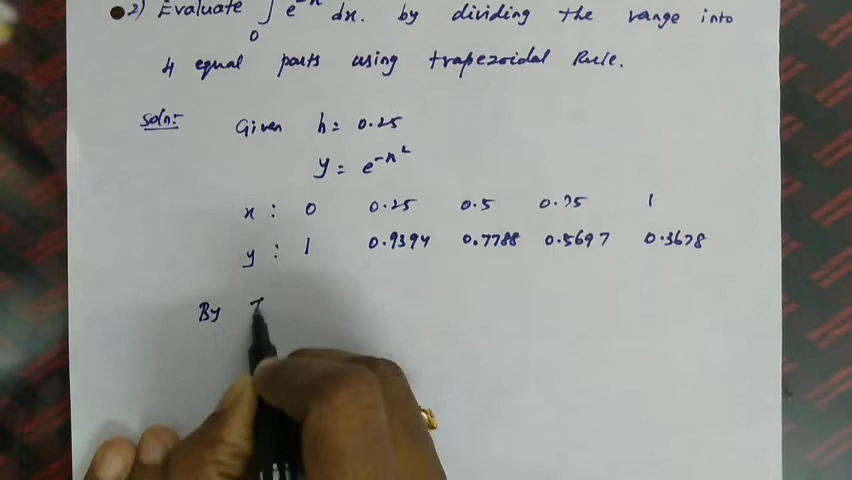 2) Evaluate ∫ e^-x dx. by dividing the range into
0
4 equal parts using trapezoidal Rule.
Soln:- Given h = 0.25
y = e^-x^2
x : 0 0.25 0.5 0.75 1
y : 1 0.9394 0.7788 0.5697 0.3678
By T